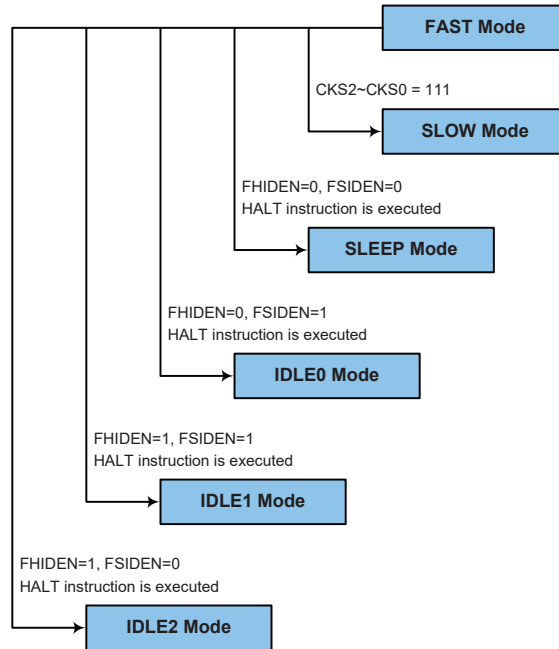 FAST Mode
CKS2~CKS0 = 111
SLOW Mode
FHIDEN=0, FSIDEN=0
HALT instruction is executed
SLEEP Mode
FHIDEN=0, FSIDEN=1
HALT instruction is executed
IDLE0 Mode
FHIDEN=1, FSIDEN=1
HALT instruction is executed
IDLE1 Mode
FHIDEN=1, FSIDEN=0
HALT instruction is executed
IDLE2 Mode